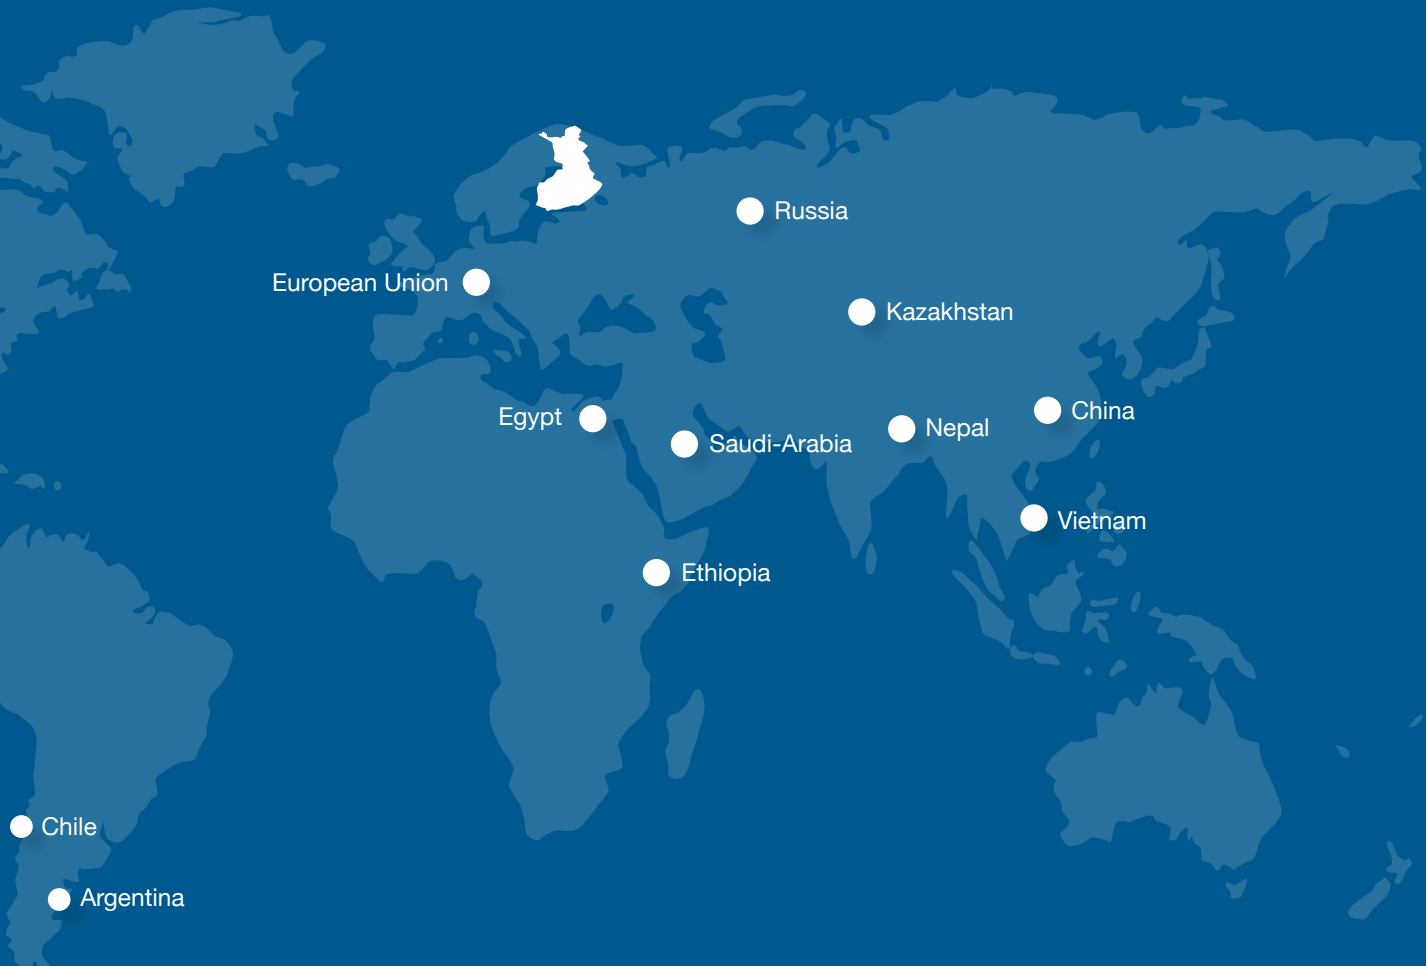 Russia
European Union
Kazakhstan
Egypt
China
Nepal
Saudi-Arabia
Vietnam
Ethiopia
Chile
Argentina